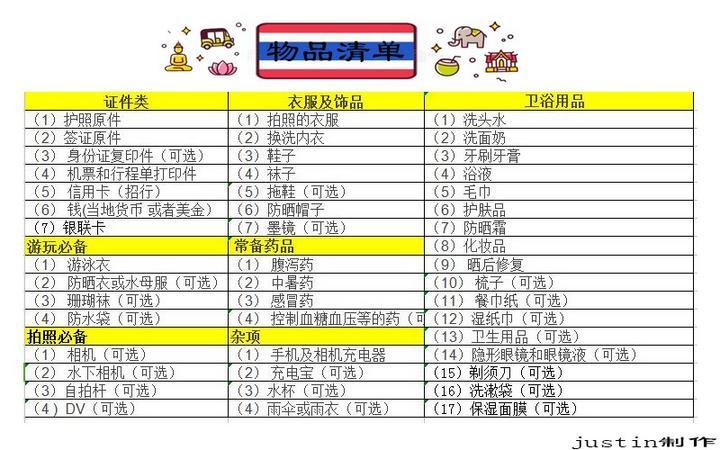 物品清单
证件类 衣服及饰品 卫浴用品
（1）护照原件 （1）拍照的衣服 （1）洗头水
（2）签证原件 （2）换洗内衣 （2）洗面奶
（3） 身份证复印件（可选） （3）鞋子 （3）牙刷牙膏
（4） 机票和行程单打印件 （4）袜子 （4）浴液
（5） 信用卡（招行） （5）拖鞋（可选） （5）毛巾
（6） 钱(当地货币 或者美金） （6）防晒帽子 （6）护肤品
（7）银联卡 （7）墨镜（可选） （7）防晒霜
游玩必备 常备药品 （8）化妆品
（1） 游泳衣 （1） 腹泻药 （9） 晒后修复
（2） 防晒衣或水母服（可选） （2） 中暑药 （10） 梳子（可选）
（3） 珊瑚袜（可选） （3） 感冒药 （11） 餐巾纸（可选）
（4） 防水袋（可选） （4） 控制血糖血压等的药（可 （12）湿纸巾（可选）
拍照必备 杂项 （13）卫生用品（可选）
（1） 相机（可选） （1） 手机及相机充电器 （14）隐形眼镜和眼镜液（可选）
（2）水下相机（可选） （2） 充电宝（可选） （15）剃须刀（可选）
（3）自拍杆（可选） （3）水杯（可选） （16）洗漱袋（可选）
（4）DV（可选） （4）雨伞或雨衣（可选） （17）保湿面膜（可选）
justin制作